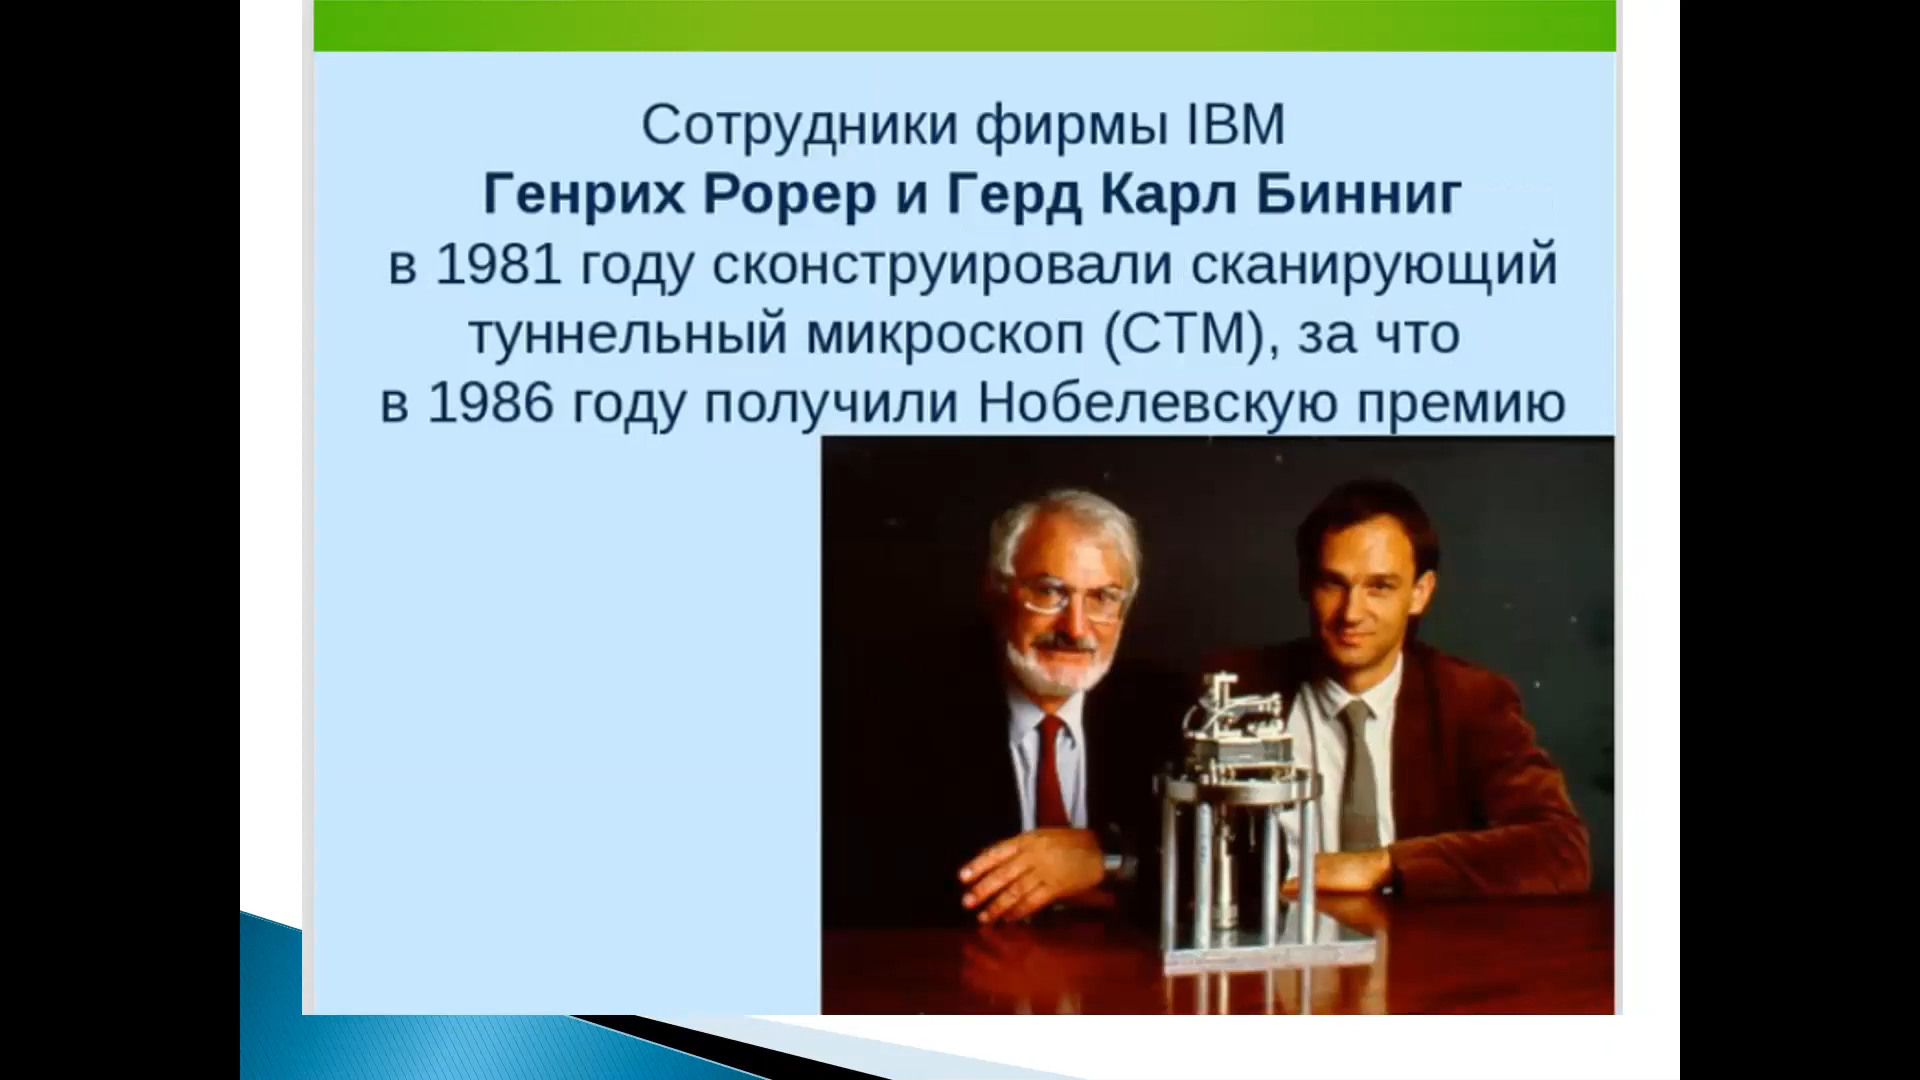 Сотрудники фирмы IBM
Генрих Рорер и Герд Карл Бинниг
в 1981 году сконструировали сканирующий
туннельный микроскоп (СТМ), за что
в 1986 году получили Нобелевскую премию